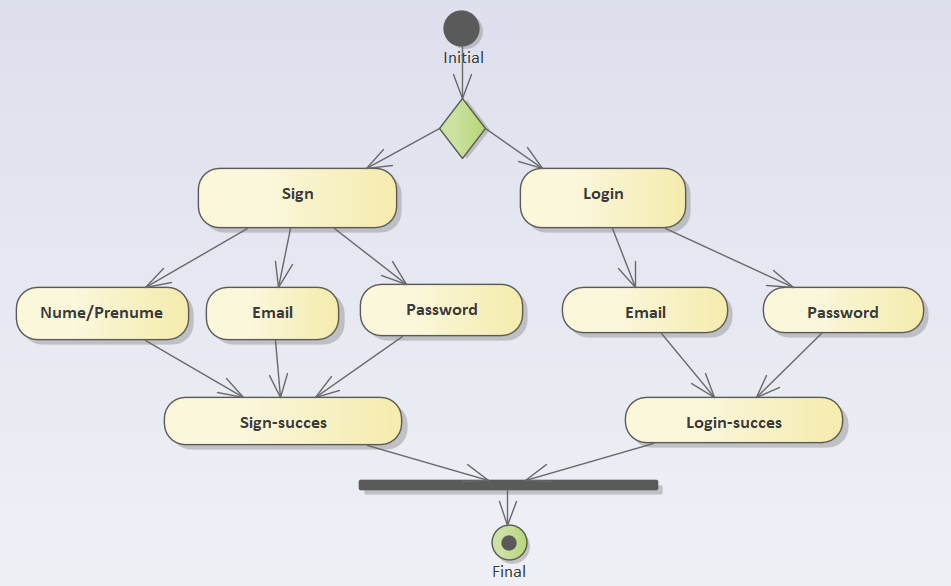 Initial
Sign
Login
Nume/Prenume
Email
Password
Email
Password
Sign-succes
Login-succes
Final